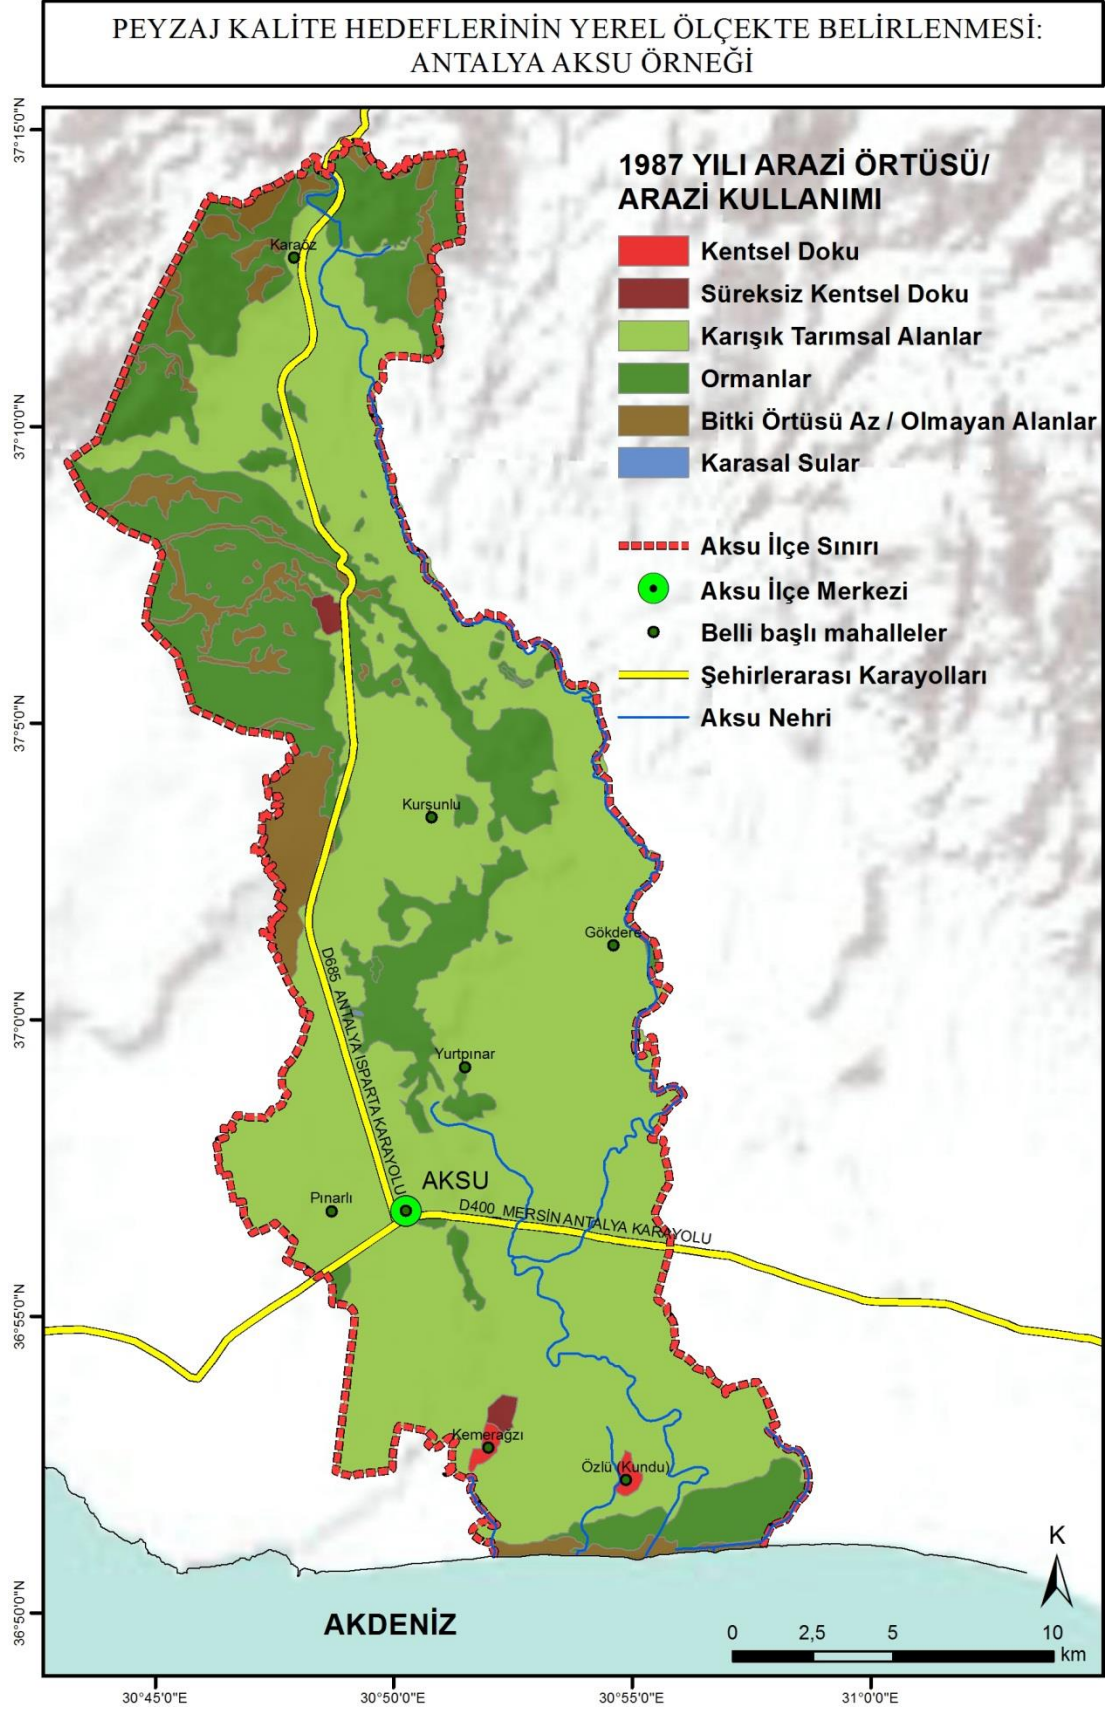 PEYZAJ KALİTE HEDEFLERİNİN YEREL ÖLÇEKTE BELİRLENMESİ:
ANTALYA AKSU ÖRNEĞİ
37°15'0"N
37°10'0"N
37°5'0"N
37°0'0"N
36°55'0"N
36°50'0"N
1987 YILI ARAZİ ÖRTÜSÜ/
ARAZİ KULLANIMI
Kentsel Doku
Süreksiz Kentsel Doku
Karışık Tarımsal Alanlar
Ormanlar
Bitki Örtüsü Az / Olmayan Alanlar
Karasal Sular
Aksu İlçe Sınırı
Aksu İlçe Merkezi
Belli başlı mahalleler
Şehirlerarası Karayolları
Aksu Nehri
Karaöz
Kurşunlu
Gökdere
D685 ANTALYA ISPARTA KARAYOLU
Yurtpınar
AKSU
Pınarlı
D400 MERSİN ANTALYA KARAYOLU
Kemerağzı
Özlü (Kundu)
K
AKDENİZ
0 2,5 5 10
km
30°45'0"E 30°50'0"E 30°55'0"E 31°0'0"E